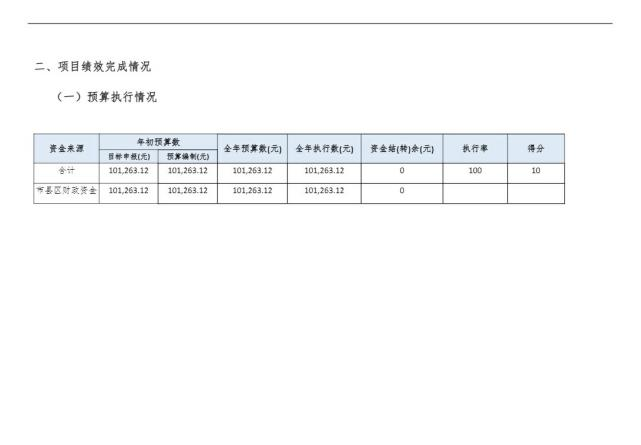 二、项目绩效完成情况
（一）预算执行情况
资金来源 年初预算数 全年预算数(元) 全年执行数(元) 资金结(转)余(元) 执行率 得分
目标申报(元) 预算编制(元)
合计 101,263.12 101,263.12 101,263.12 101,263.12 0 100 10
市县区财政资金 101,263.12 101,263.12 101,263.12 101,263.12 0